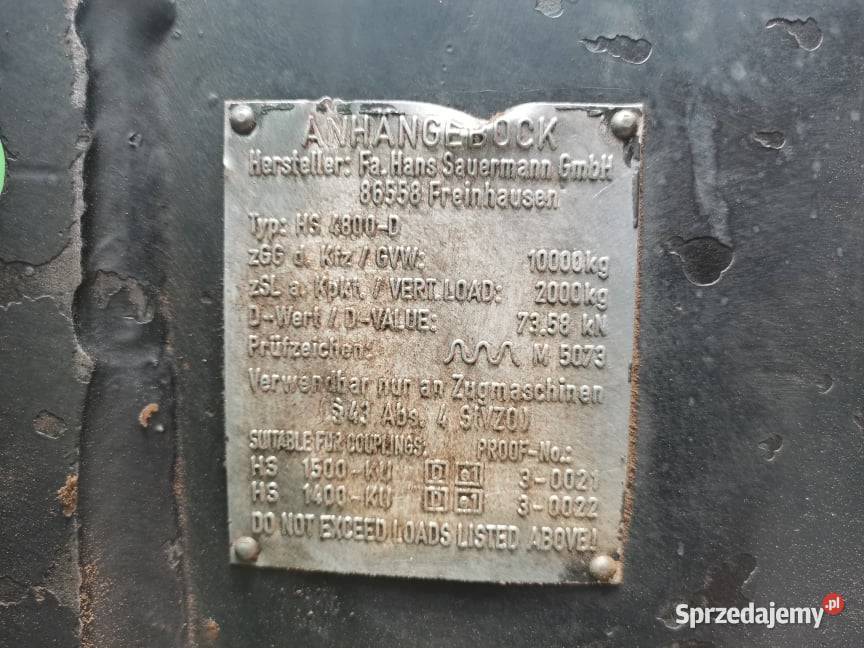 ANHÄNGEBOCK
Hersteller: Fa. Hans Sauermann GmbH
86558 Freinhausen
Typ: HS 4800-D
zGG d. Kfz / GVW: 10000kg
zSL a. Kpkt. / VERT. LOAD: 2000kg
D-Wert / D-VALUE: 73.58 kN
Prüfzeichen: M 5073
Verwendbar nur an Zugmaschinen
(§43 Abs. 4 StVZO)
SUITABLE FUR COUPLINGS: PROOF-No.:
HS 1500-KU D e1 3-0021
HS 1400-KU D e1 3-0022
DO NOT EXCEED LOADS LISTED ABOVE!
Sprzedajemy.pl